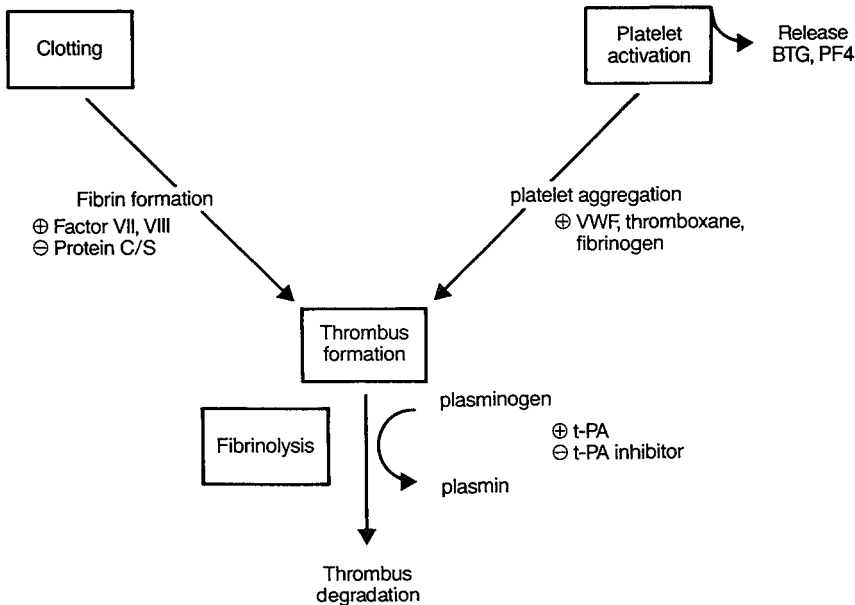 Clotting
Platelet
activation
Release
BTG, PF4
Fibrin formation
⊕ Factor VII, VIII
⊖ Protein C/S
platelet aggregation
⊕ VWF, thromboxane,
fibrinogen
Thrombus
formation
Fibrinolysis
plasminogen
⊕ t-PA
⊖ t-PA inhibitor
plasmin
Thrombus
degradation